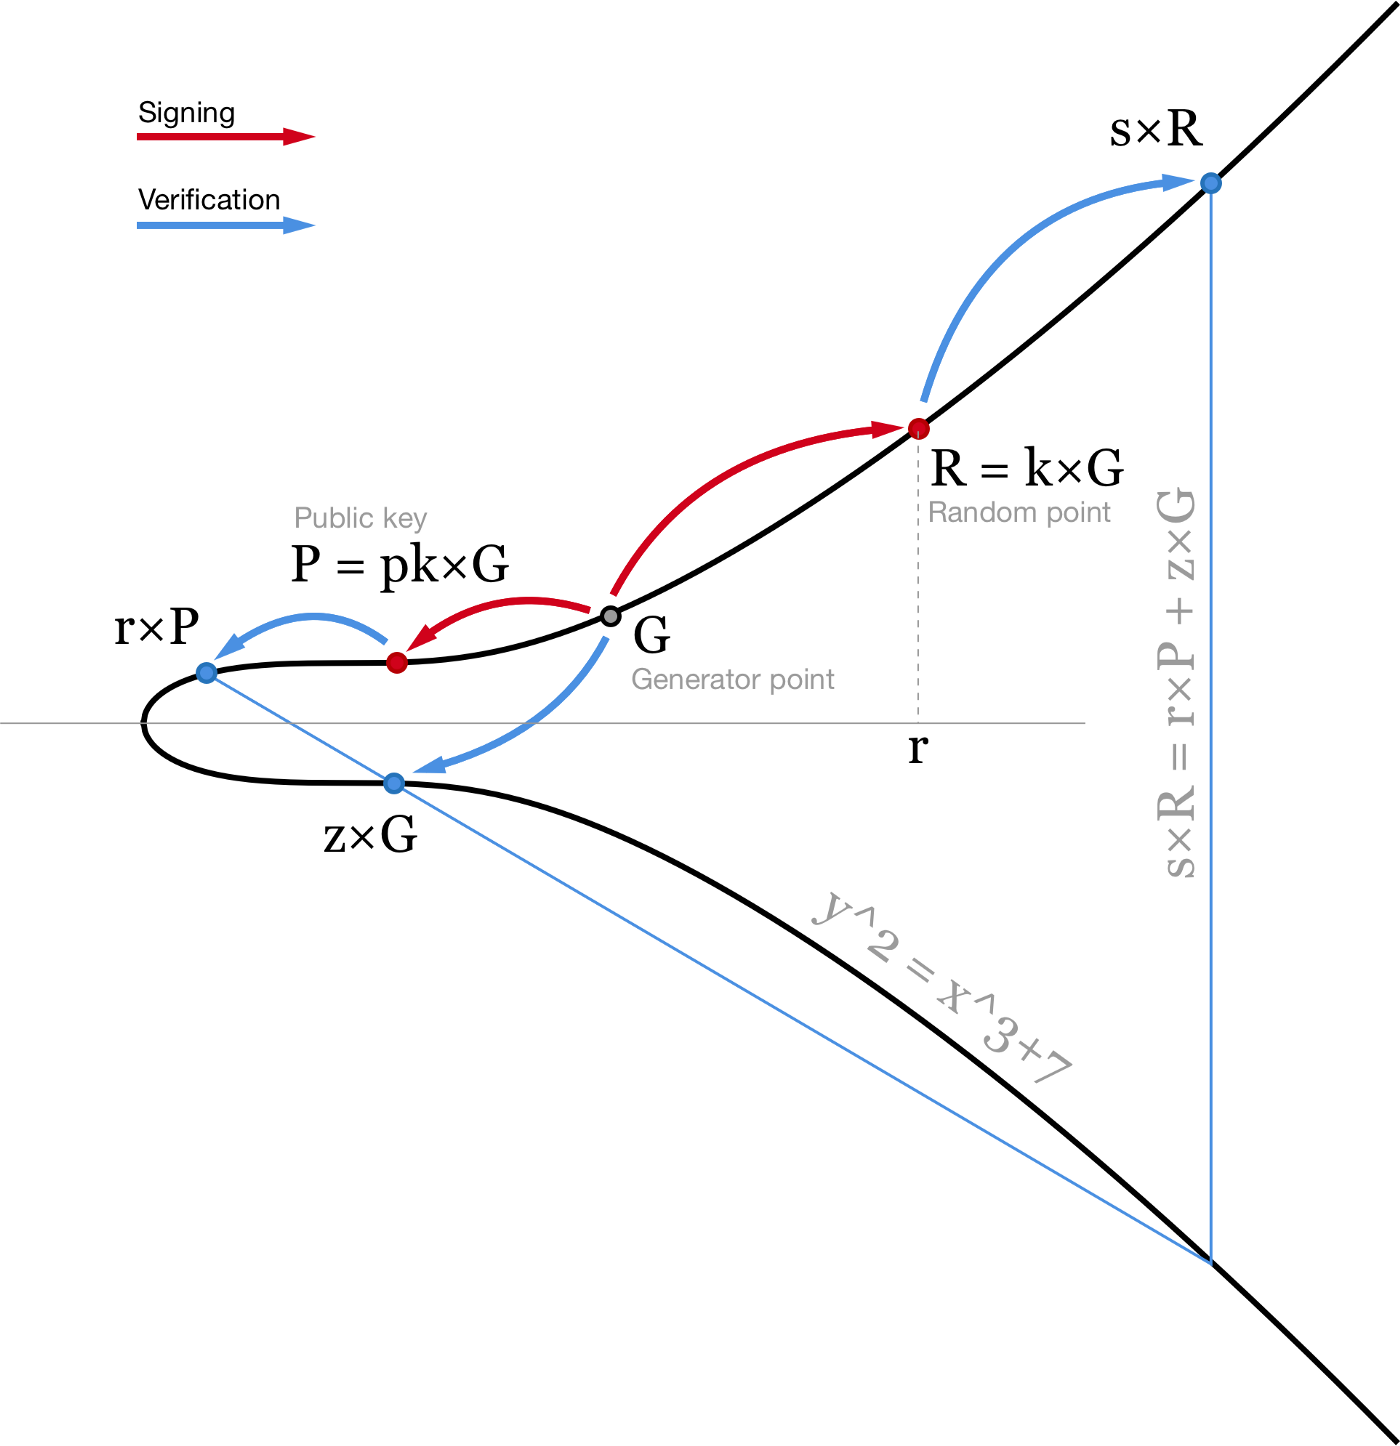 Signing
s×R
Verification
R = k×G
Random point
Public key
P = pk×G
r×P
G
Generator point
r
z×G
s×R = r×P + z×G
y^2 = x^3+7